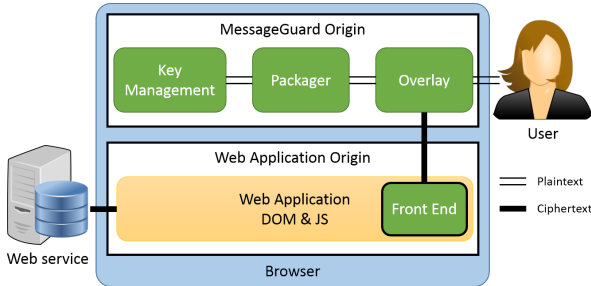 MessageGuard Origin
Key
Management
Packager
Overlay
User
Web Application Origin
Web Application
DOM & JS
Front End
Plaintext
Ciphertext
Web service
Browser